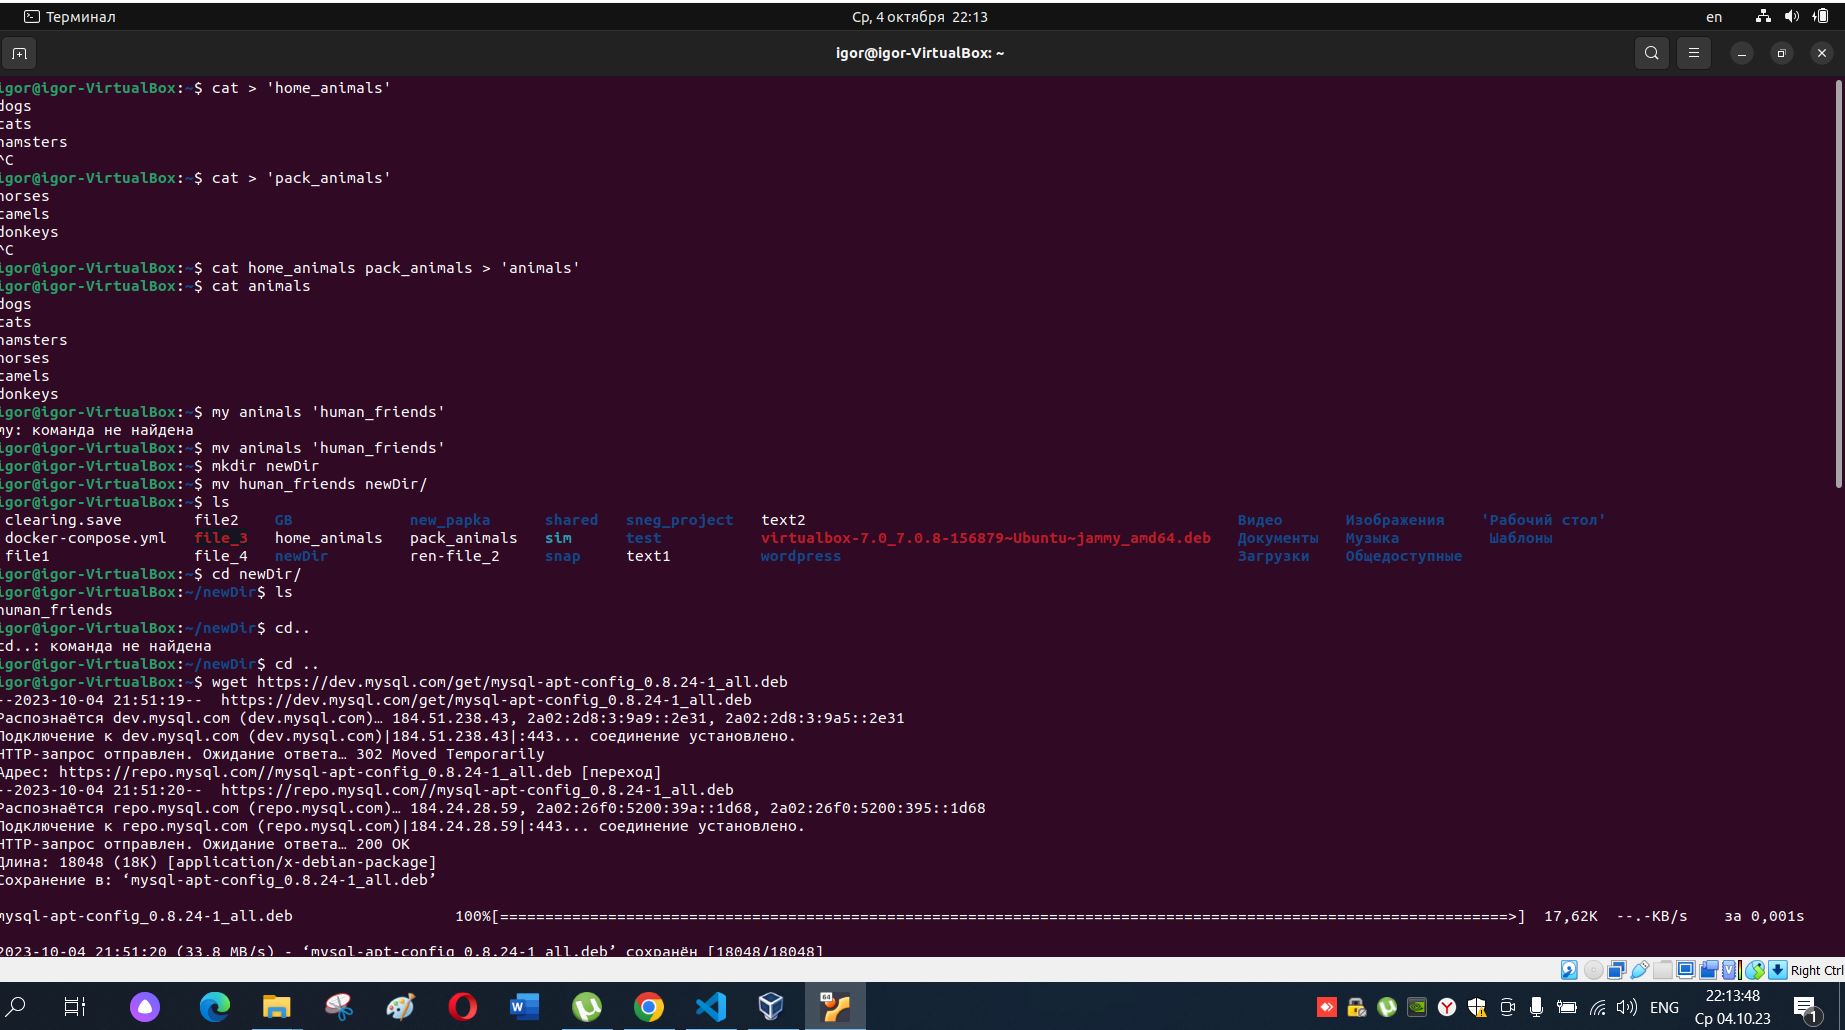 Терминал
Ср, 4 октября 22:13
en
igor@igor-VirtualBox: ~
igor@igor-VirtualBox:~$ cat > 'home_animals'
dogs
cats
hamsters
^C
igor@igor-VirtualBox:~$ cat > 'pack_animals'
horses
camels
donkeys
^C
igor@igor-VirtualBox:~$ cat home_animals pack_animals > 'animals'
igor@igor-VirtualBox:~$ cat animals
dogs
cats
hamsters
horses
camels
donkeys
igor@igor-VirtualBox:~$ my animals 'human_friends'
my: команда не найдена
igor@igor-VirtualBox:~$ mv animals 'human_friends'
igor@igor-VirtualBox:~$ mkdir newDir
igor@igor-VirtualBox:~$ mv human_friends newDir/
igor@igor-VirtualBox:~$ ls
clearing.save file2 GB new_papka shared sneg_project text2 Видео Изображения 'Рабочий стол'
docker-compose.yml file_3 home_animals pack_animals sim test virtualbox-7.0_7.0.8-156879~Ubuntu~jammy_amd64.deb Документы Музыка Шаблоны
file1 file_4 newDir ren-file_2 snap text1 wordpress Загрузки Общедоступные
igor@igor-VirtualBox:~$ cd newDir/
igor@igor-VirtualBox:~/newDir$ ls
human_friends
igor@igor-VirtualBox:~/newDir$ cd..
cd..: команда не найдена
igor@igor-VirtualBox:~/newDir$ cd ..
igor@igor-VirtualBox:~$ wget https://dev.mysql.com/get/mysql-apt-config_0.8.24-1_all.deb
--2023-10-04 21:51:19-- https://dev.mysql.com/get/mysql-apt-config_0.8.24-1_all.deb
Распознаётся dev.mysql.com (dev.mysql.com)… 184.51.238.43, 2a02:2d8:3:9a9::2e31, 2a02:2d8:3:9a5::2e31
Подключение к dev.mysql.com (dev.mysql.com)|184.51.238.43|:443... соединение установлено.
HTTP-запрос отправлен. Ожидание ответа… 302 Moved Temporarily
Адрес: https://repo.mysql.com//mysql-apt-config_0.8.24-1_all.deb [переход]
--2023-10-04 21:51:20-- https://repo.mysql.com//mysql-apt-config_0.8.24-1_all.deb
Распознаётся repo.mysql.com (repo.mysql.com)… 184.24.28.59, 2a02:26f0:5200:39a::1d68, 2a02:26f0:5200:395::1d68
Подключение к repo.mysql.com (repo.mysql.com)|184.24.28.59|:443... соединение установлено.
HTTP-запрос отправлен. Ожидание ответа… 200 OK
Длина: 18048 (18K) [application/x-debian-package]
Сохранение в: ‘mysql-apt-config_0.8.24-1_all.deb’
mysql-apt-config_0.8.24-1_all.deb 100%[================================================================================================================>] 17,62K --.-KB/s за 0,001s
2023-10-04 21:51:20 (33,8 MB/s) - ‘mysql-apt-config_0.8.24-1_all.deb’ сохранён [18048/18048]
Right Ctrl
ENG
22:13:48
Ср 04.10.23
1